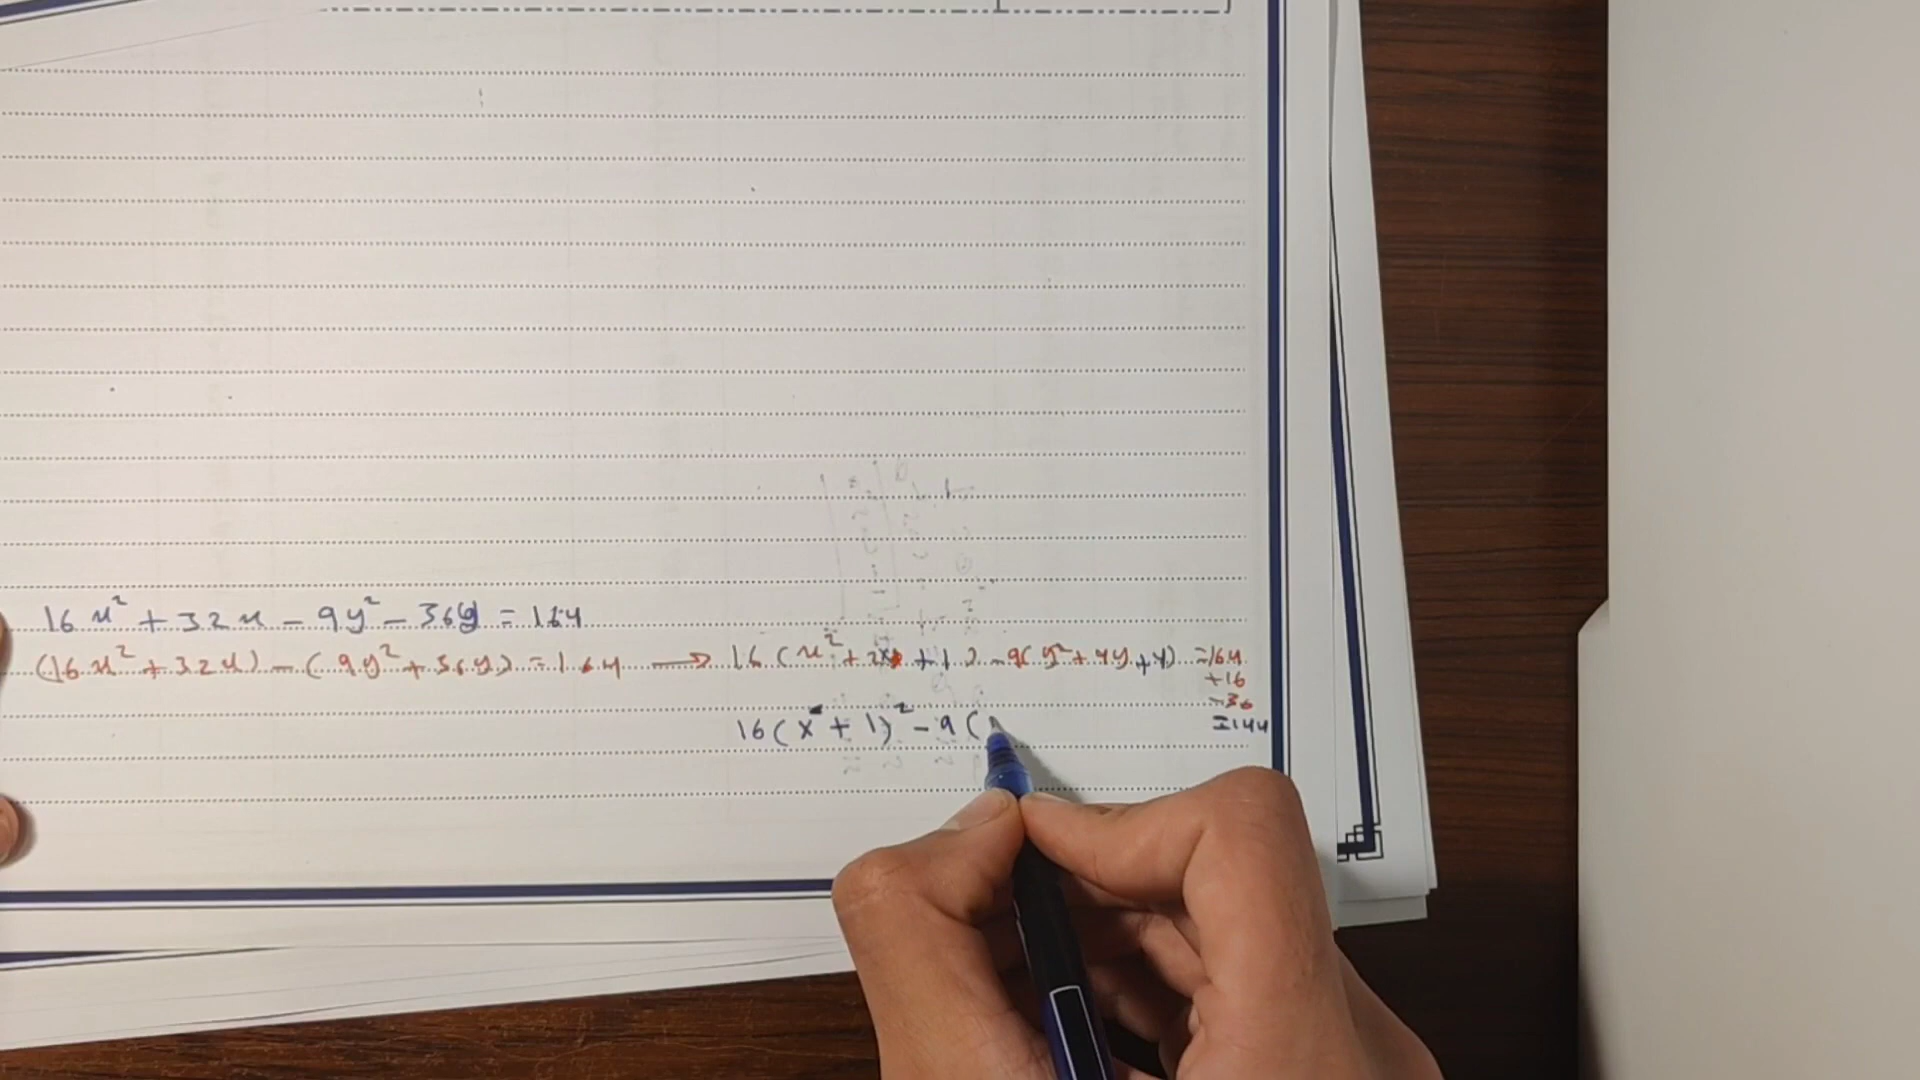 16x² + 32x - 9y² - 36y = 164
(16x² + 32x) - (9y² + 36y) = 164 → 16(x² + 2x + 1) - 9(y² + 4y + 4) = 164
+16
-36
16(x + 1)² - 9( =144